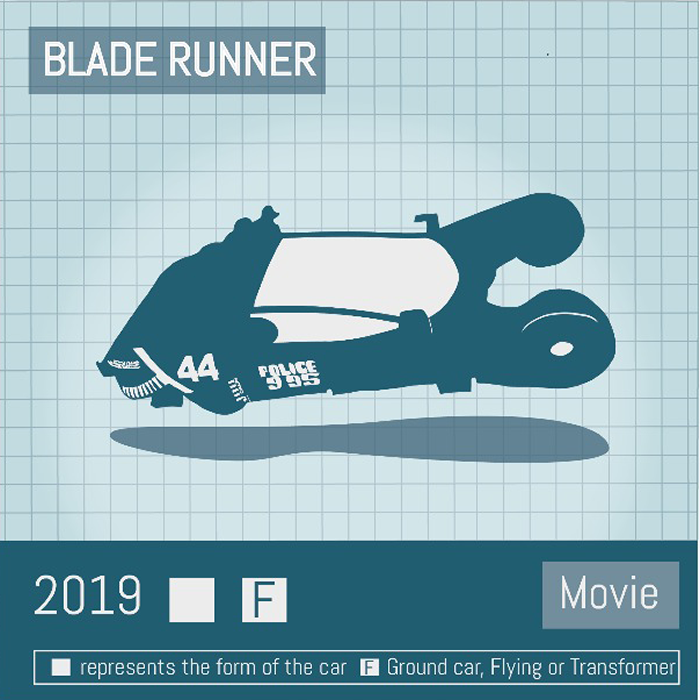 BLADE RUNNER
44
POLICE
995
2019 F Movie
represents the form of the car F Ground car, Flying or Transformer